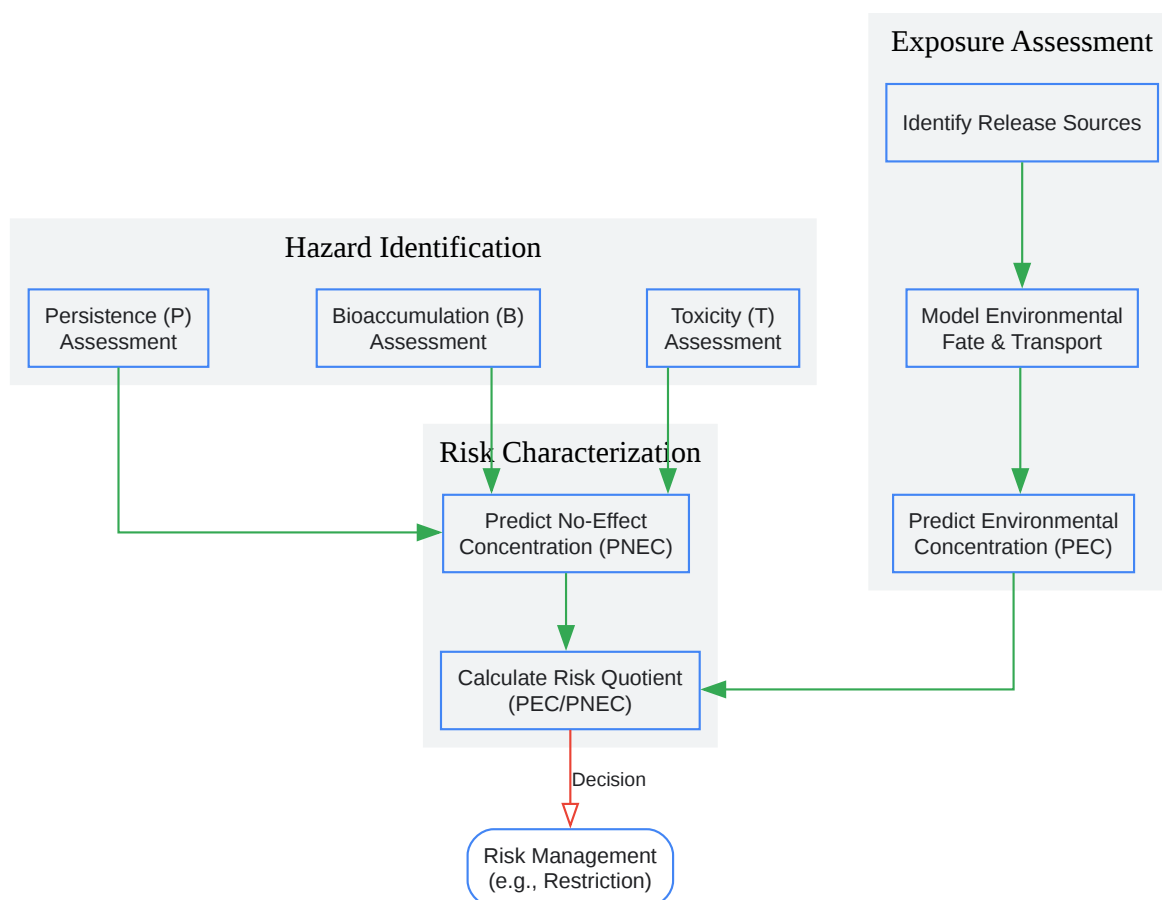 Exposure Assessment
Identify Release Sources
Hazard Identification
Persistence (P)
Assessment
Bioaccumulation (B)
Assessment
Toxicity (T)
Assessment
Model Environmental
Fate & Transport
Risk Characterization
Predict No-Effect
Concentration (PNEC)
Predict Environmental
Concentration (PEC)
Calculate Risk Quotient
(PEC/PNEC)
Decision
Risk Management
(e.g., Restriction)